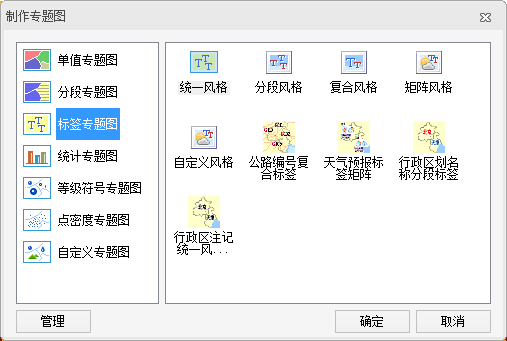 制作专题图
单值专题图
分段专题图
标签专题图
统计专题图
等级符号专题图
点密度专题图
自定义专题图
统一风格
分段风格
复合风格
矩阵风格
自定义风格
公路编号复
合标签
天气预报标
签矩阵
行政区划名
称分段标签
行政区注记
统一风...
管理
确定
取消